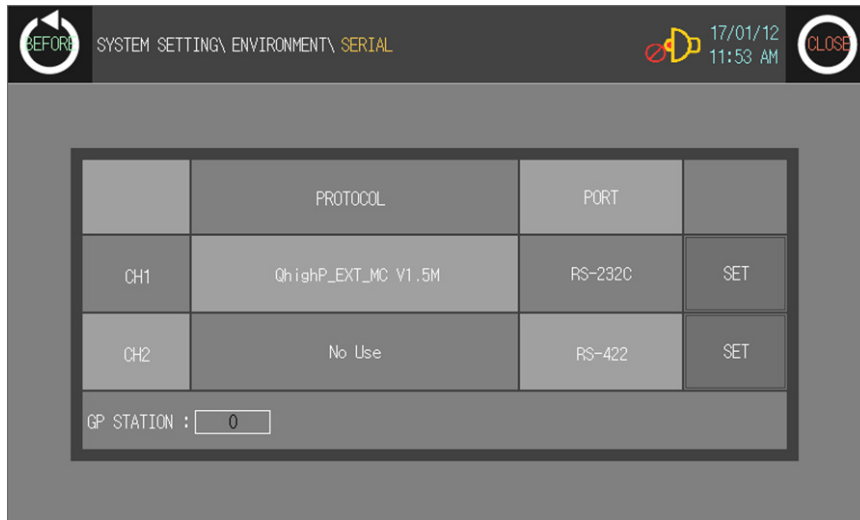 BEFORE SYSTEM SETTING\ ENVIRONMENT\ SERIAL 17/01/12 CLOSE
11:53 AM
PROTOCOL PORT
CH1 QhighP_EXT_MC V1.5M RS-232C SET
CH2 No Use RS-422 SET
GP STATION : 0